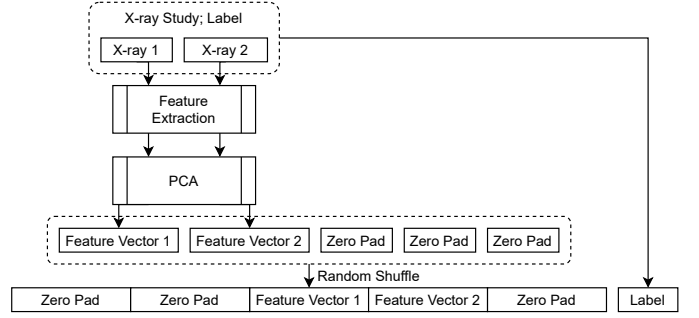 X-ray Study; Label
X-ray 1 X-ray 2
Feature
Extraction
PCA
Feature Vector 1 Feature Vector 2 Zero Pad Zero Pad Zero Pad
Random Shuffle
Zero Pad Zero Pad Feature Vector 1 Feature Vector 2 Zero Pad Label